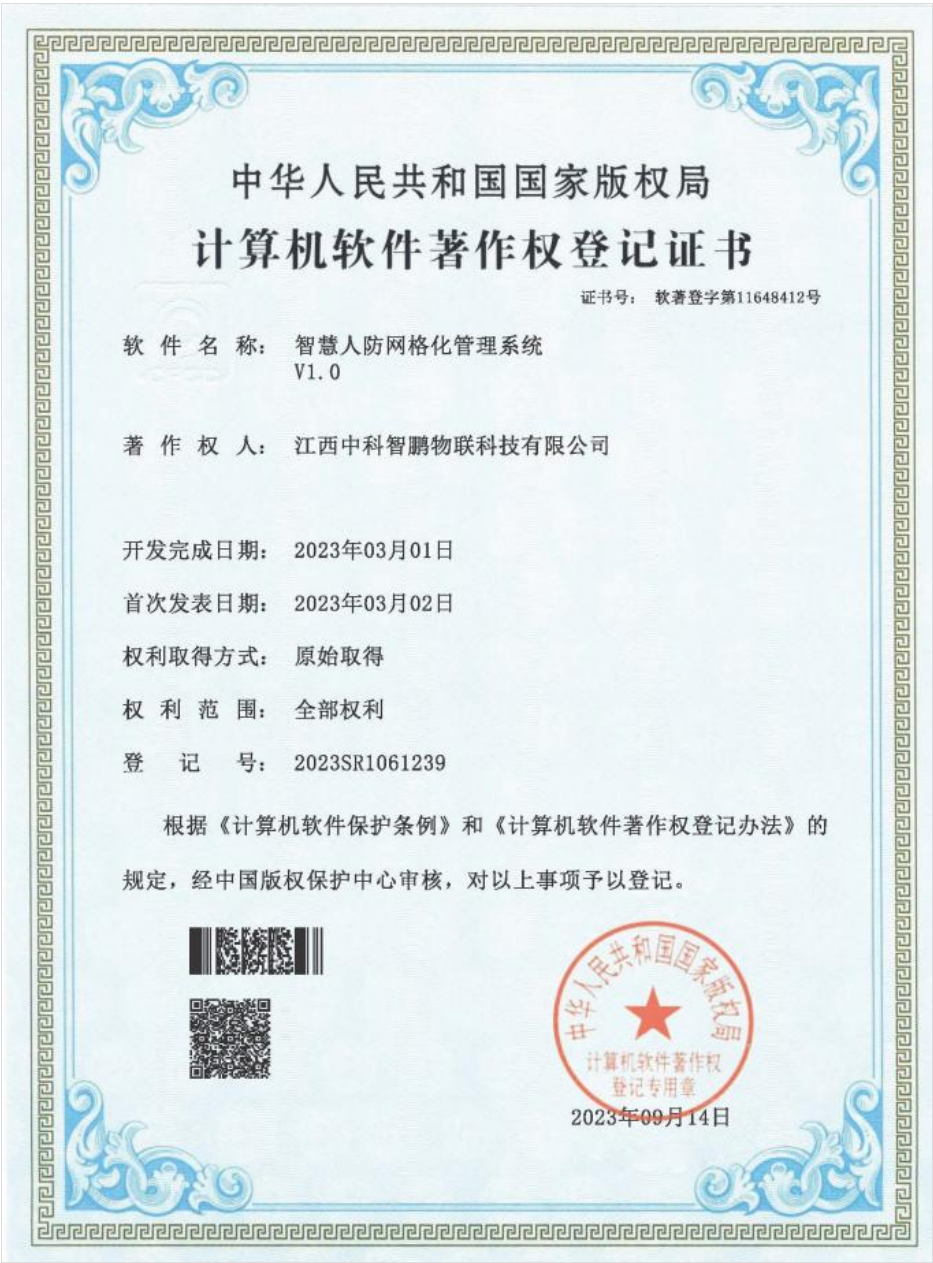 中华人民共和国国家版权局
计算机软件著作权登记证书
证书号： 软著登字第11648412号
软件名称： 智慧人防网格化管理系统
V1.0
著作权人： 江西中科智鹏物联科技有限公司
开发完成日期： 2023年03月01日
首次发表日期： 2023年03月02日
权利取得方式： 原始取得
权利范围： 全部权利
登记号： 2023SR1061239
根据《计算机软件保护条例》和《计算机软件著作权登记办法》的
规定，经中国版权保护中心审核，对以上事项予以登记。
中华人民共和国国家版权局
计算机软件著作权
登记专用章
2023年09月14日